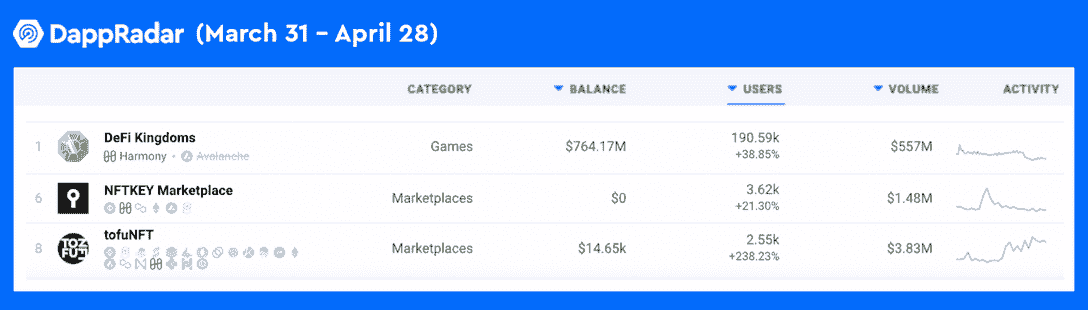 DappRadar (March 31 – April 28)
CATEGORY BALANCE USERS VOLUME ACTIVITY
1 DeFi Kingdoms Games $764.17M 190.59k $557M
Harmony • Avalanche +38.85%
6 NFTKEY Marketplace Marketplaces $0 3.62k $1.48M
+21.30%
8 tofuNFT Marketplaces $14.65k 2.55k $3.83M
TOFU +238.23%